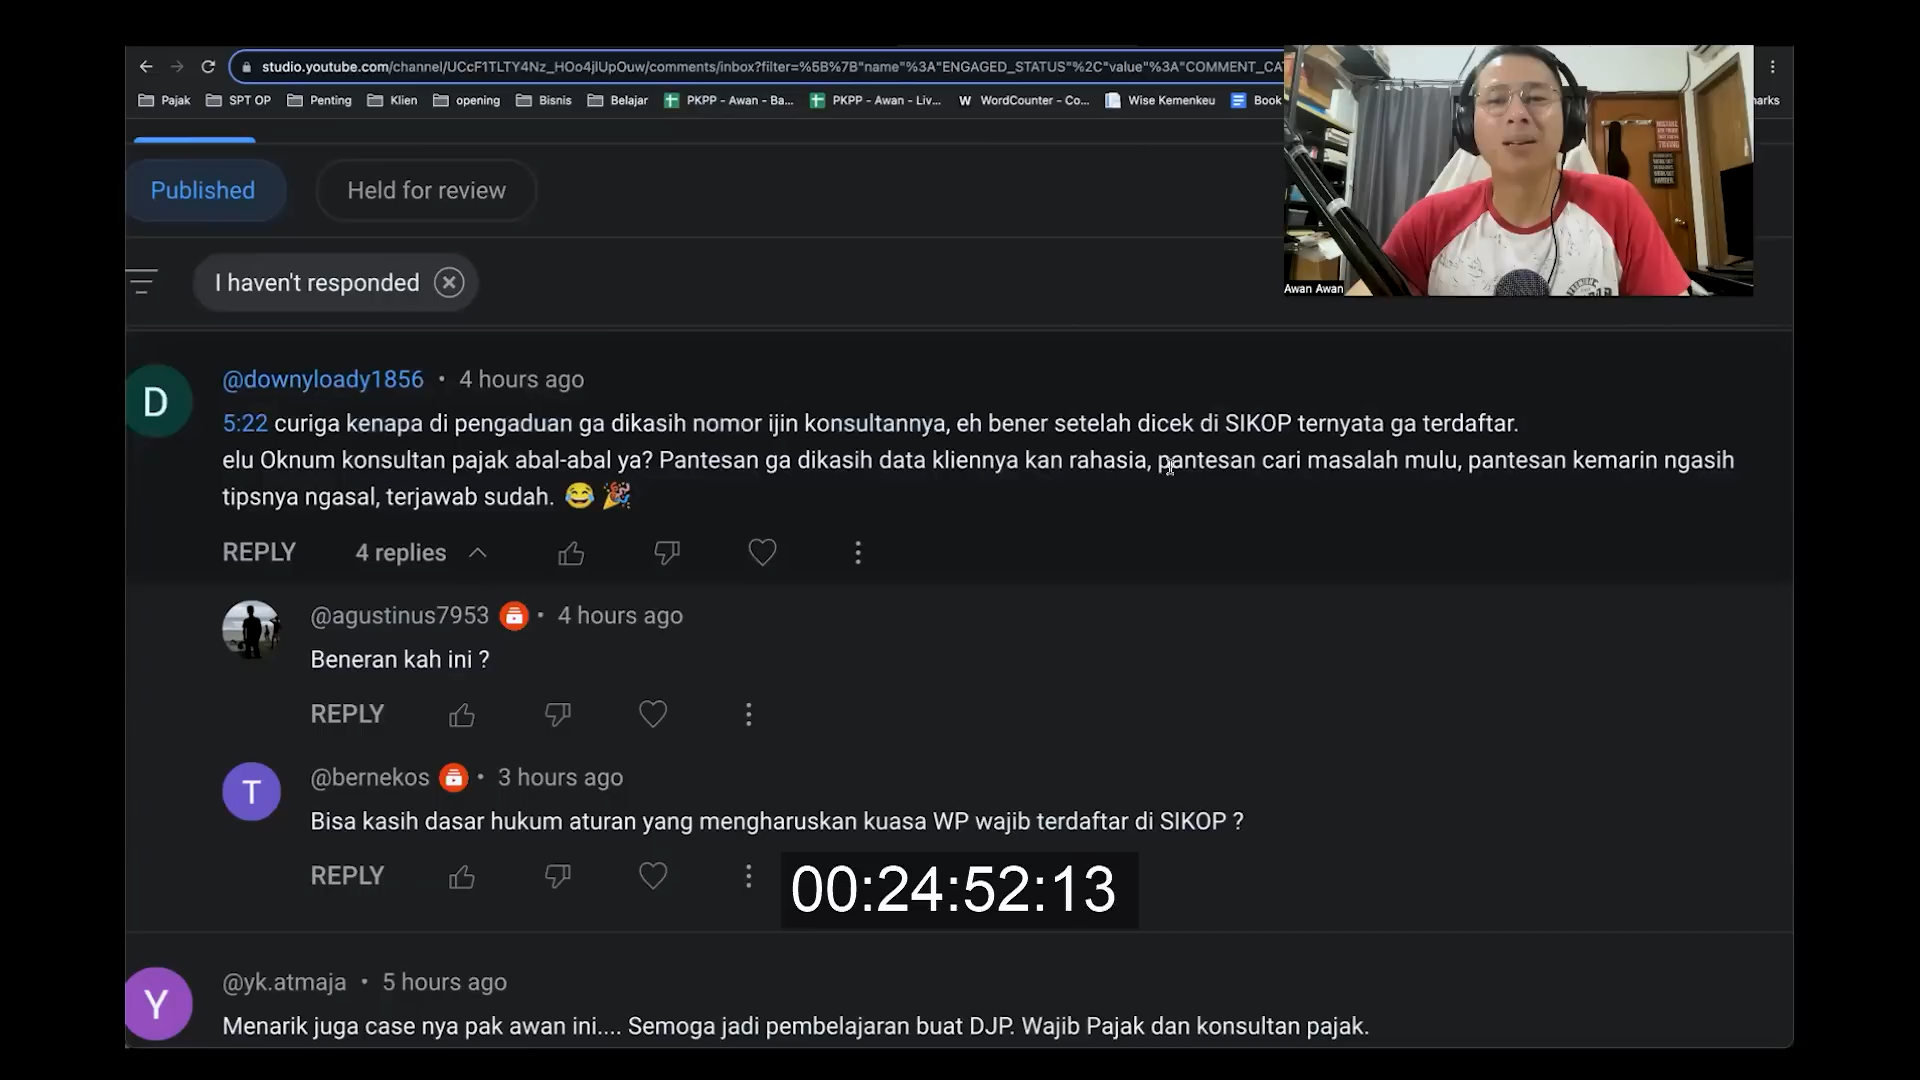 studio.youtube.com/channel/UCcF1TLTY4Nz_HOo4jlUpOuw/comments/inbox?filter=%5B%7B"name"%3A"ENGAGED_STATUS"%2C"value"%3A"COMMENT_CA
Pajak SPT OP Penting Klien opening Bisnis Belajar PKPP - Awan - Ba... PKPP - Awan - Liv... W WordCounter - Co... Wise Kemenkeu Book
Awan Awan
Published Held for review
I haven't responded
D
@downyloady1856 • 4 hours ago
5:22 curiga kenapa di pengaduan ga dikasih nomor ijin konsultannya, eh bener setelah dicek di SIKOP ternyata ga terdaftar.
elu Oknum konsultan pajak abal-abal ya? Pantesan ga dikasih data kliennya kan rahasia, pantesan cari masalah mulu, pantesan kemarin ngasih
tipsnya ngasal, terjawab sudah. 😂 🎉
REPLY 4 replies
@agustinus7953 • 4 hours ago
Beneran kah ini ?
REPLY
T
@bernekos • 3 hours ago
Bisa kasih dasar hukum aturan yang mengharuskan kuasa WP wajib terdaftar di SIKOP ?
REPLY
00:24:52:13
Y
@yk.atmaja • 5 hours ago
Menarik juga case nya pak awan ini.... Semoga jadi pembelajaran buat DJP. Wajib Pajak dan konsultan pajak.